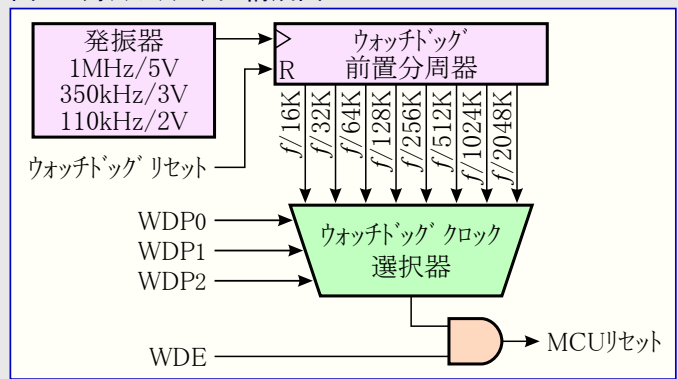 発振器
1MHz/5V
350kHz/3V
110kHz/2V
ウォッチドッグ
前置分周器
R
f/16K
f/32K
f/64K
f/128K
f/256K
f/512K
f/1024K
f/2048K
ウォッチドッグ リセット
WDP0
WDP1
WDP2
ウォッチドッグ クロック
選択器
WDE
MCUリセット